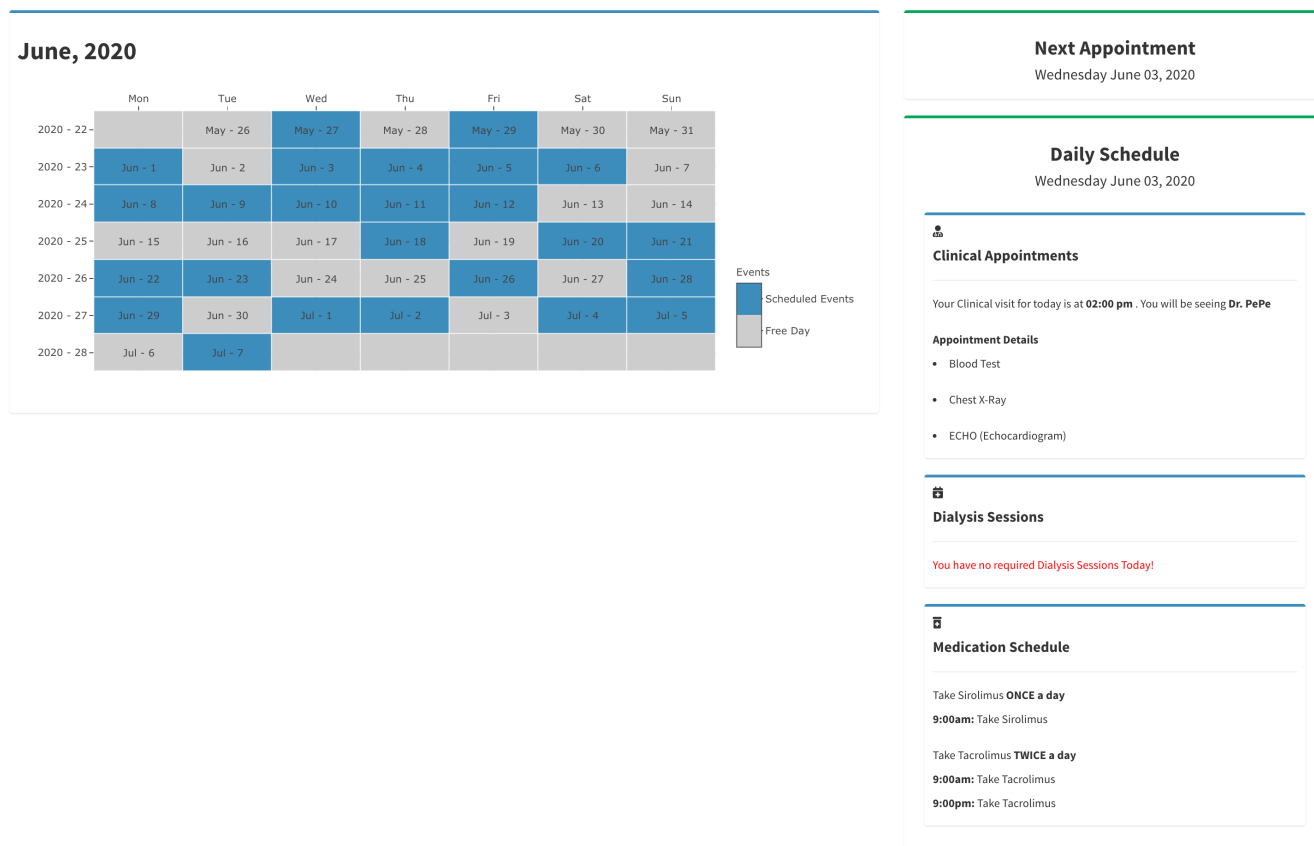 June, 2020
Mon Tue Wed Thu Fri Sat Sun
2020 - 22 May - 26 May - 27 May - 28 May - 29 May - 30 May - 31
2020 - 23 Jun - 1 Jun - 2 Jun - 3 Jun - 4 Jun - 5 Jun - 6 Jun - 7
2020 - 24 Jun - 8 Jun - 9 Jun - 10 Jun - 11 Jun - 12 Jun - 13 Jun - 14
2020 - 25 Jun - 15 Jun - 16 Jun - 17 Jun - 18 Jun - 19 Jun - 20 Jun - 21
2020 - 26 Jun - 22 Jun - 23 Jun - 24 Jun - 25 Jun - 26 Jun - 27 Jun - 28
2020 - 27 Jun - 29 Jun - 30 Jul - 1 Jul - 2 Jul - 3 Jul - 4 Jul - 5
2020 - 28 Jul - 6 Jul - 7
Events
Scheduled Events
Free Day
Next Appointment
Wednesday June 03, 2020
Daily Schedule
Wednesday June 03, 2020
Clinical Appointments
Your Clinical visit for today is at 02:00 pm . You will be seeing Dr. PePe
Appointment Details
• Blood Test
• Chest X-Ray
• ECHO (Echocardiogram)
Dialysis Sessions
You have no required Dialysis Sessions Today!
Medication Schedule
Take Sirolimus ONCE a day
9:00am: Take Sirolimus
Take Tacrolimus TWICE a day
9:00am: Take Tacrolimus
9:00pm: Take Tacrolimus